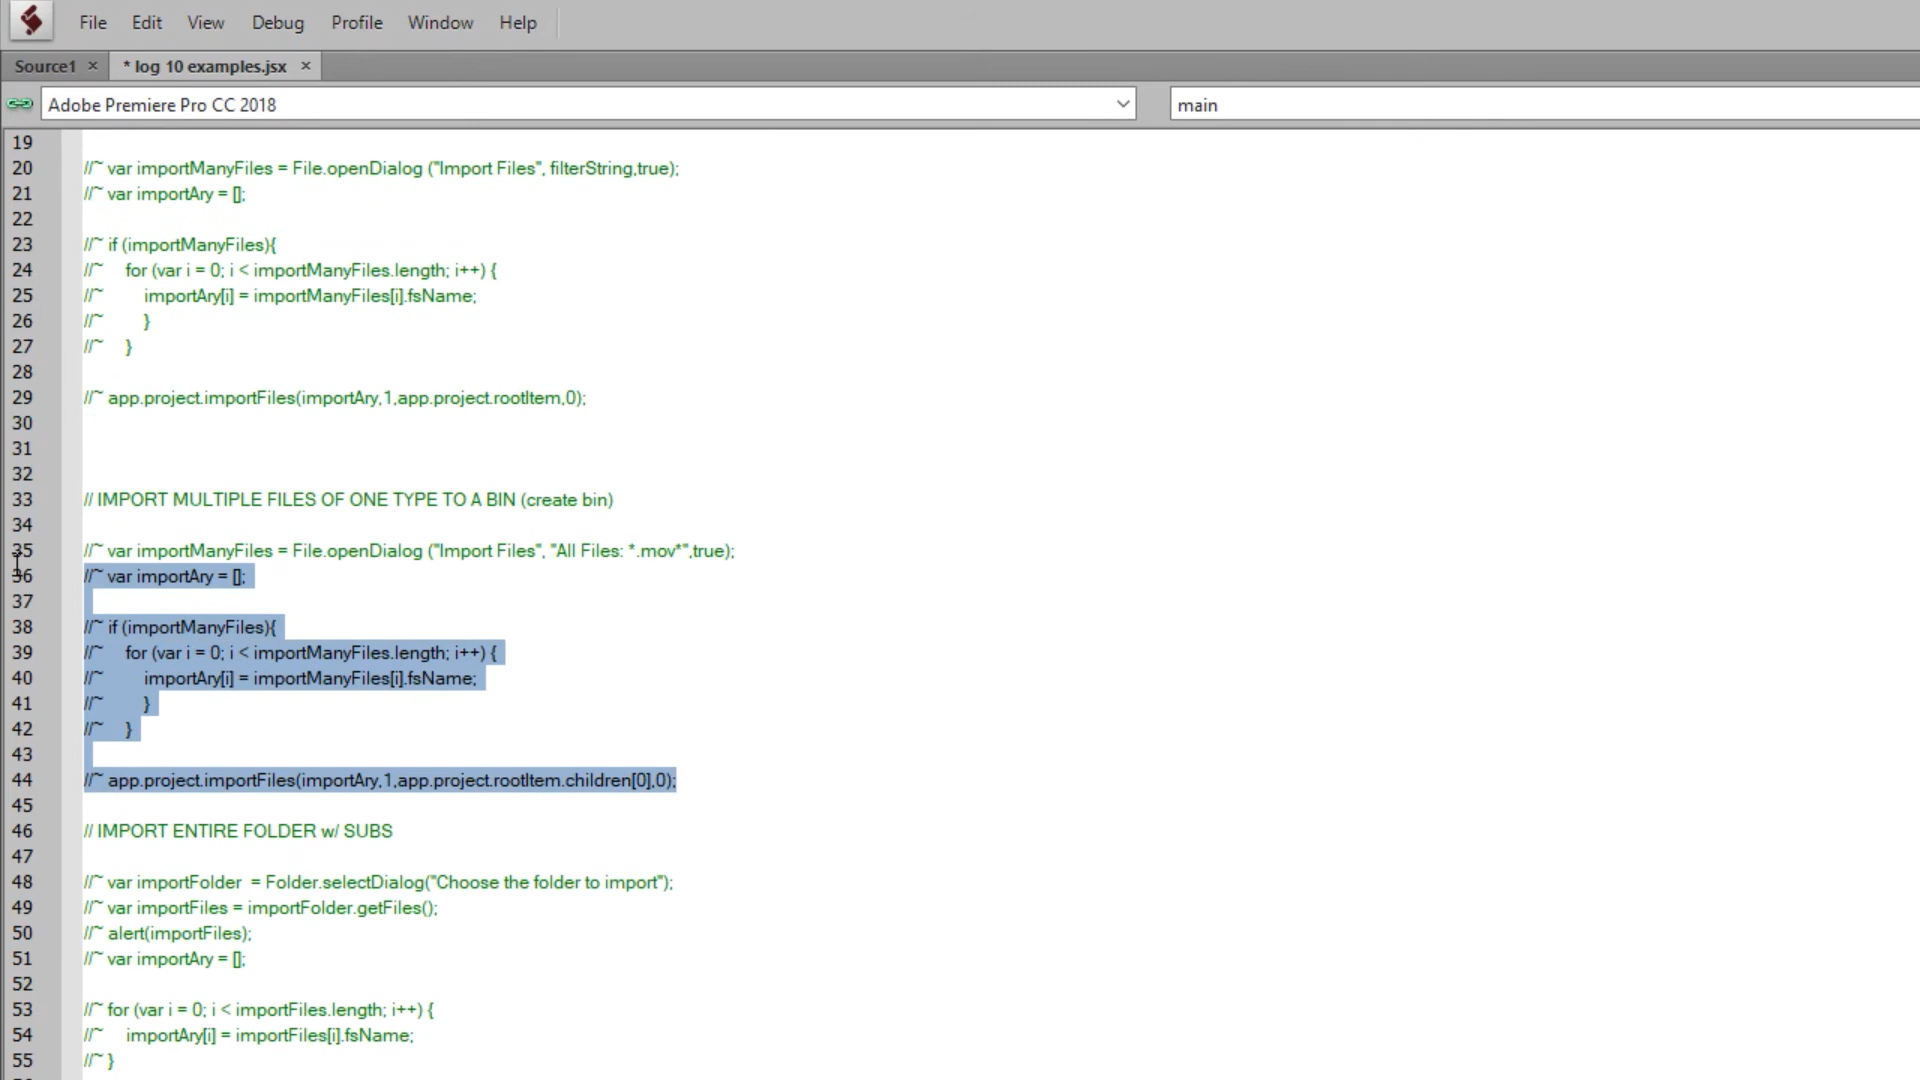 File Edit View Debug Profile Window Help
Source1 × * log 10 examples.jsx ×
Adobe Premiere Pro CC 2018 main
19
20 //~ var importManyFiles = File.openDialog ("Import Files", filterString,true);
21 //~ var importAry = [];
22
23 //~ if (importManyFiles){
24 //~     for (var i = 0; i < importManyFiles.length; i++) {
25 //~         importAry[i] = importManyFiles[i].fsName;
26 //~         }
27 //~     }
28
29 //~ app.project.importFiles(importAry,1,app.project.rootItem,0);
30
31
32
33 // IMPORT MULTIPLE FILES OF ONE TYPE TO A BIN (create bin)
34
35 //~ var importManyFiles = File.openDialog ("Import Files", "All Files: *.mov*",true);
36 //~ var importAry = [];
37
38 //~ if (importManyFiles){
39 //~     for (var i = 0; i < importManyFiles.length; i++) {
40 //~         importAry[i] = importManyFiles[i].fsName;
41 //~         }
42 //~     }
43
44 //~ app.project.importFiles(importAry,1,app.project.rootItem.children[0],0);
45
46 // IMPORT ENTIRE FOLDER w/ SUBS
47
48 //~ var importFolder  = Folder.selectDialog("Choose the folder to import");
49 //~ var importFiles = importFolder.getFiles();
50 //~ alert(importFiles);
51 //~ var importAry = [];
52
53 //~ for (var i = 0; i < importFiles.length; i++) {
54 //~     importAry[i] = importFiles[i].fsName;
55 //~ }